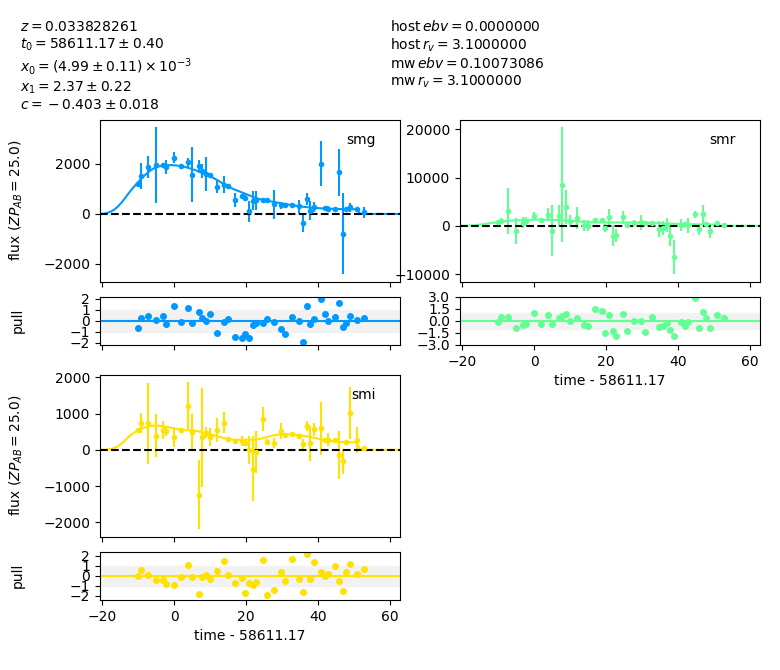 z = 0.033828261
t₀ = 58611.17 ± 0.40
x₀ = (4.99 ± 0.11) × 10⁻³
x₁ = 2.37 ± 0.22
c = −0.403 ± 0.018
host ebv = 0.0000000
host r_v = 3.1000000
mw ebv = 0.10073086
mw r_v = 3.1000000
smg
flux (ZP_AB = 25.0)
2000
0
−2000
smr
20000
10000
0
−10000
pull
2
1
0
−1
−2
3.0
1.5
0.0
−1.5
−3.0
−20 0 20 40 60
time - 58611.17
smi
flux (ZP_AB = 25.0)
2000
1000
0
−1000
−2000
pull
2
1
0
−1
−2
−20 0 20 40 60
time - 58611.17